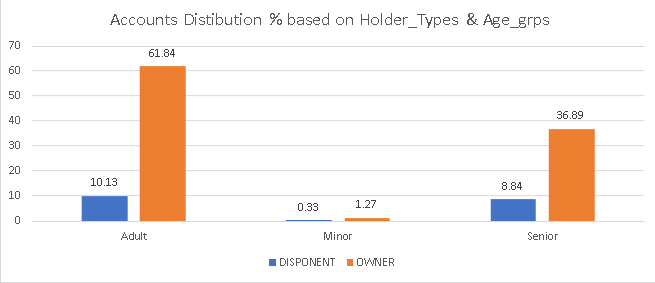 Accounts Distibution % based on Holder_Types & Age_grps
70
60
50
40
30
20
10
0
10.13
61.84
0.33
1.27
8.84
36.89
Adult
Minor
Senior
DISPONENT
OWNER